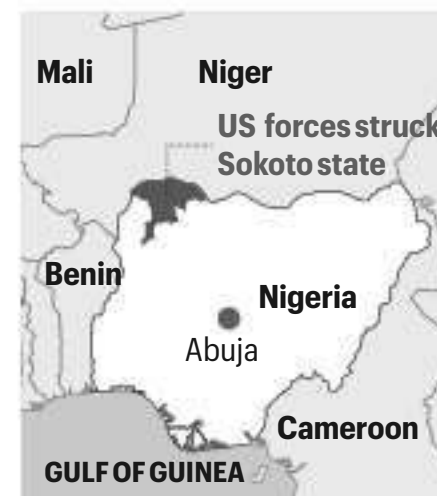 Mali
Niger
US forces struck
Sokoto state
Benin
Nigeria
Abuja
Cameroon
GULF OF GUINEA